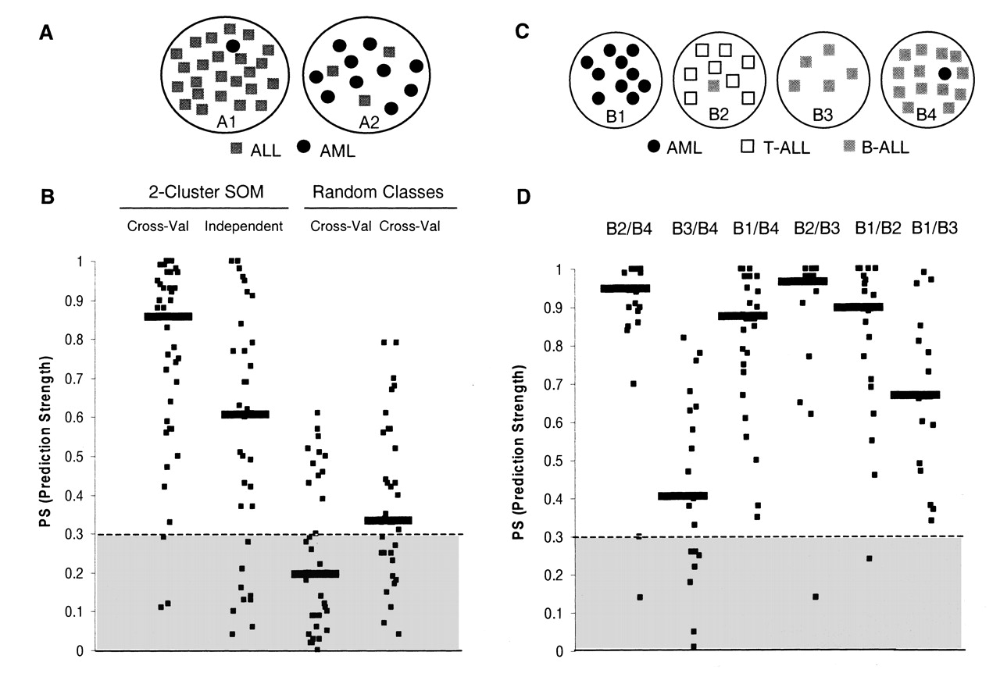 A
A1
A2
ALL
AML
B
2-Cluster SOM
Random Classes
Cross-Val
Independent
Cross-Val
Cross-Val
PS (Prediction Strength)
1
0.9
0.8
0.7
0.6
0.5
0.4
0.3
0.2
0.1
0
C
B1
B2
B3
B4
AML
T-ALL
B-ALL
D
B2/B4
B3/B4
B1/B4
B2/B3
B1/B2
B1/B3
PS (Prediction Strength)
1
0.9
0.8
0.7
0.6
0.5
0.4
0.3
0.2
0.1
0